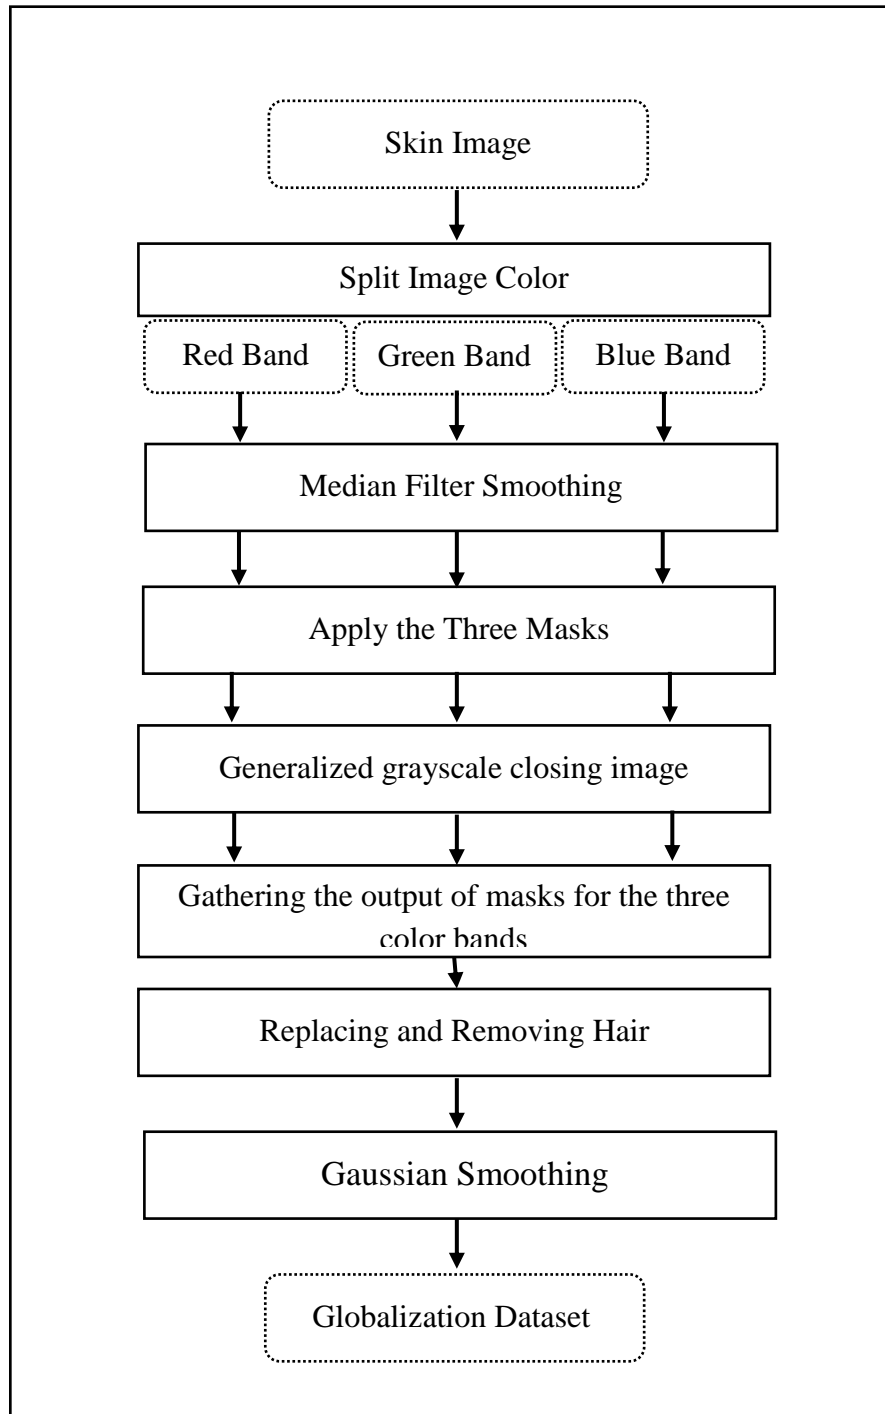 Skin Image
Split Image Color
Red Band
Green Band
Blue Band
Median Filter Smoothing
Apply the Three Masks
Generalized grayscale closing image
Gathering the output of masks for the three
color bands
Replacing and Removing Hair
Gaussian Smoothing
Globalization Dataset